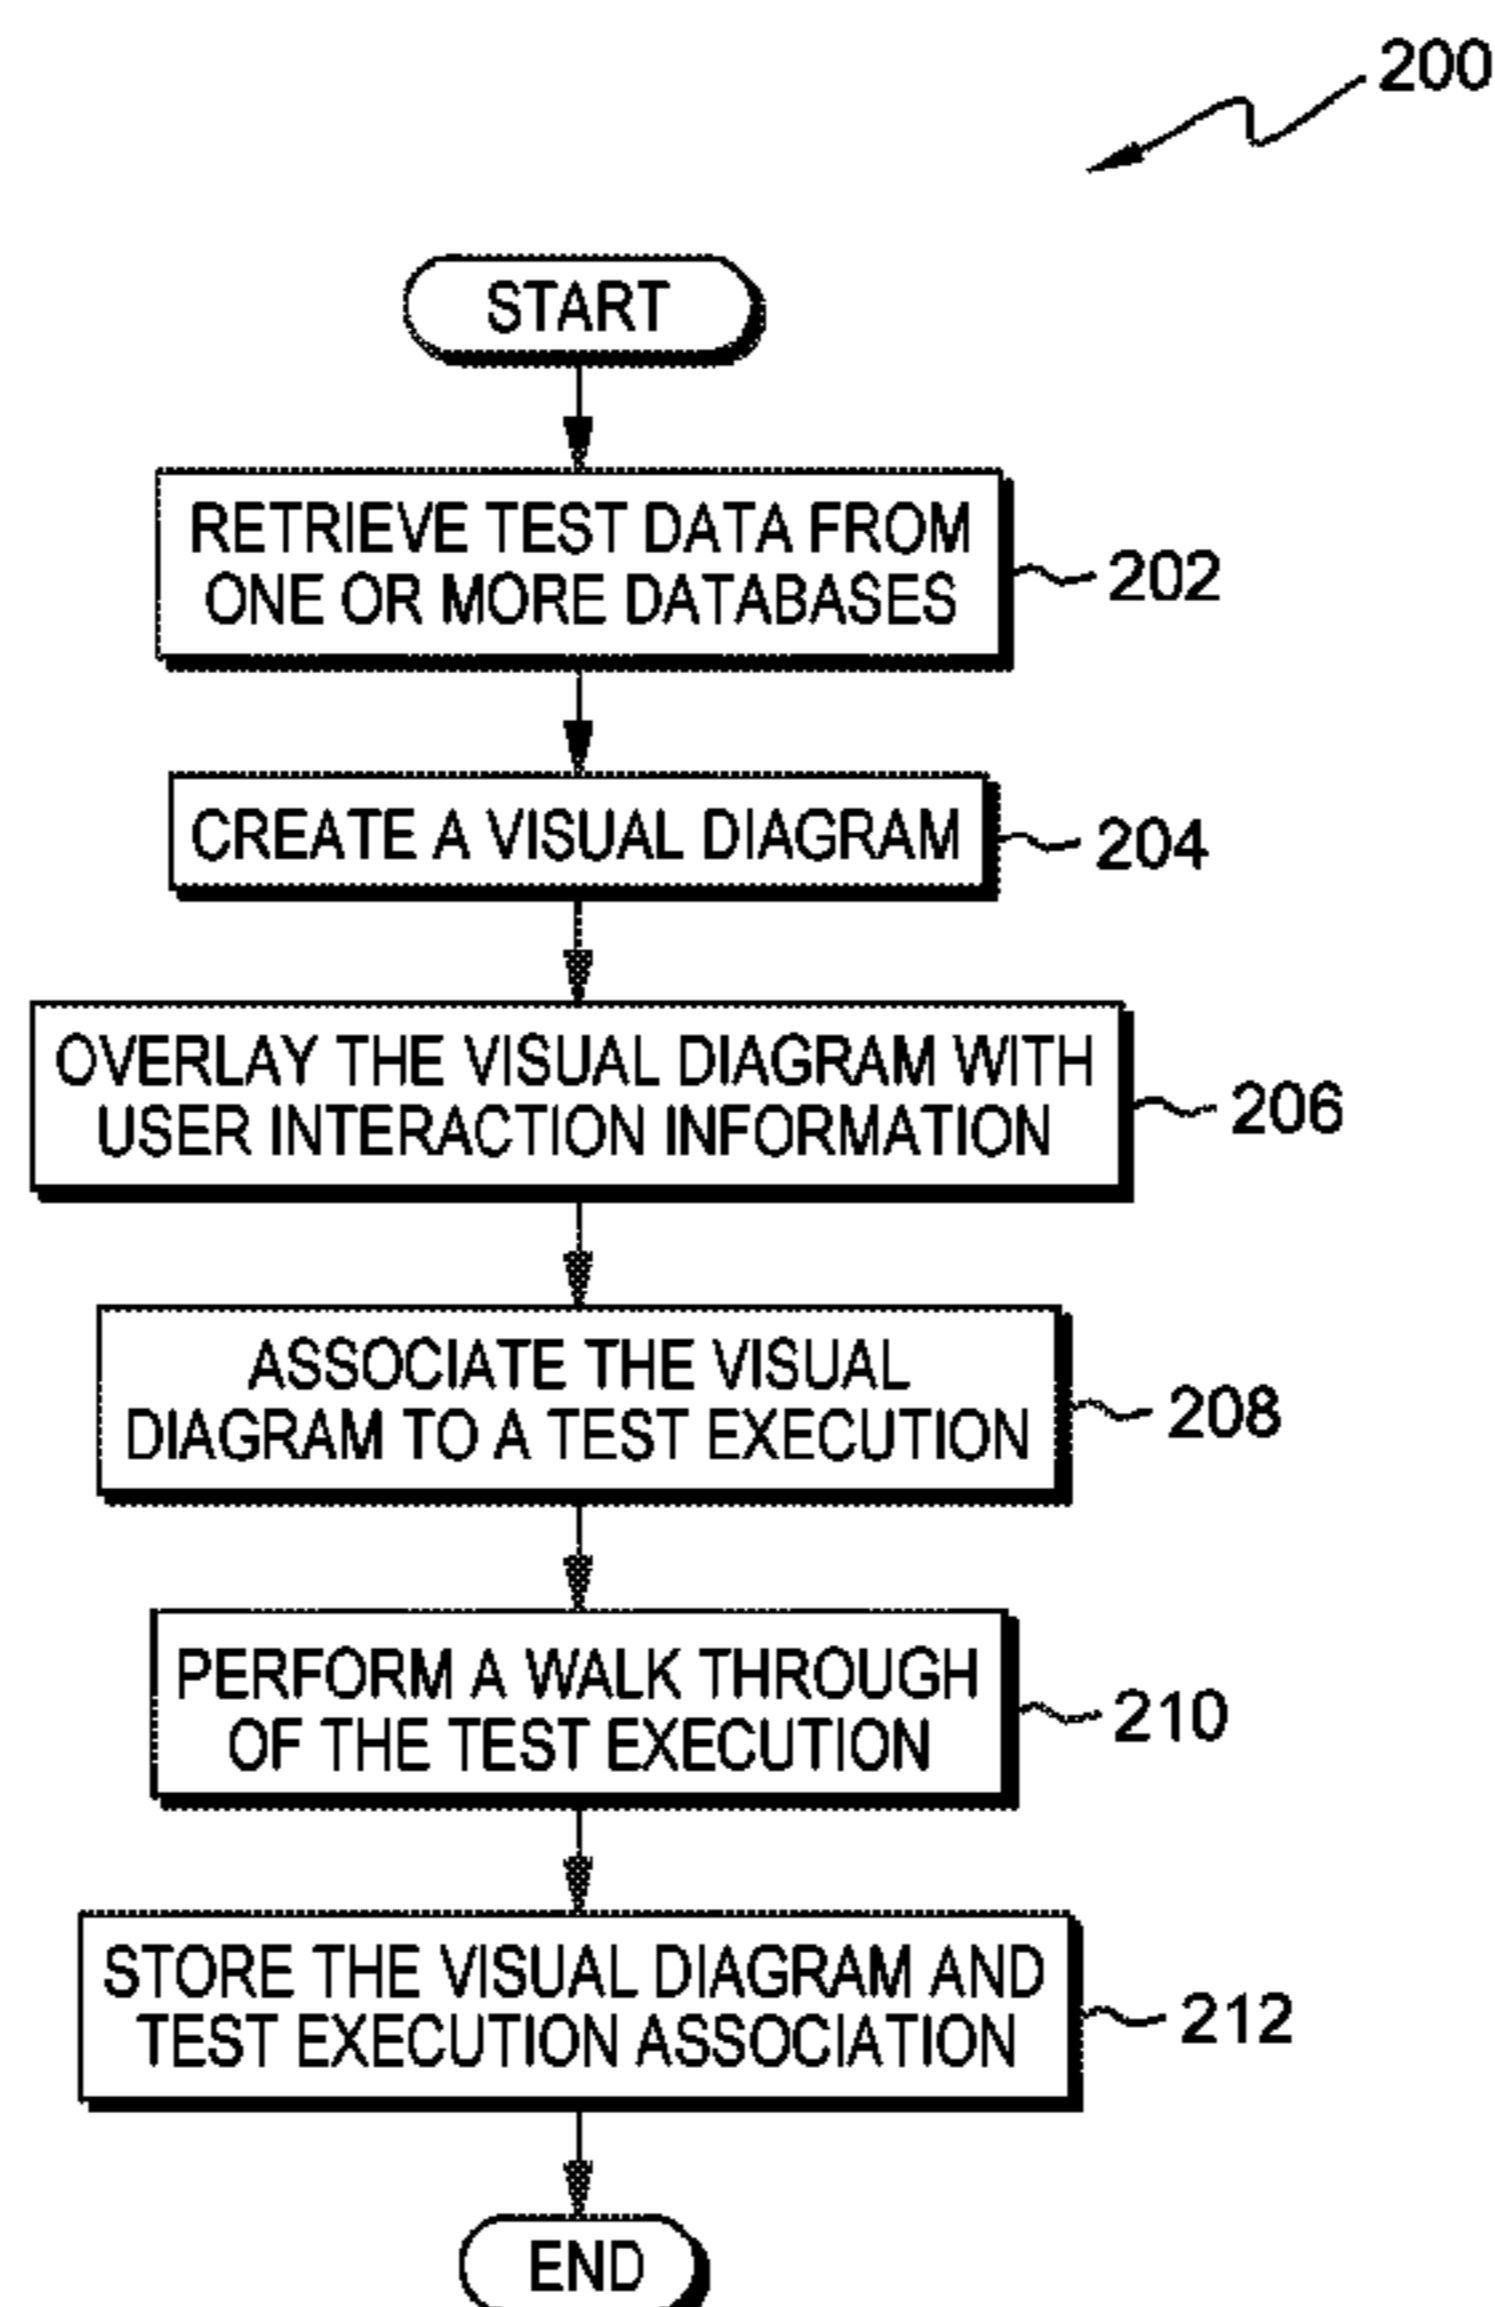 200
START
RETRIEVE TEST DATA FROM
ONE OR MORE DATABASES
202
CREATE A VISUAL DIAGRAM
204
OVERLAY THE VISUAL DIAGRAM WITH
USER INTERACTION INFORMATION
206
ASSOCIATE THE VISUAL
DIAGRAM TO A TEST EXECUTION
208
PERFORM A WALK THROUGH
OF THE TEST EXECUTION
210
STORE THE VISUAL DIAGRAM AND
TEST EXECUTION ASSOCIATION
212
END